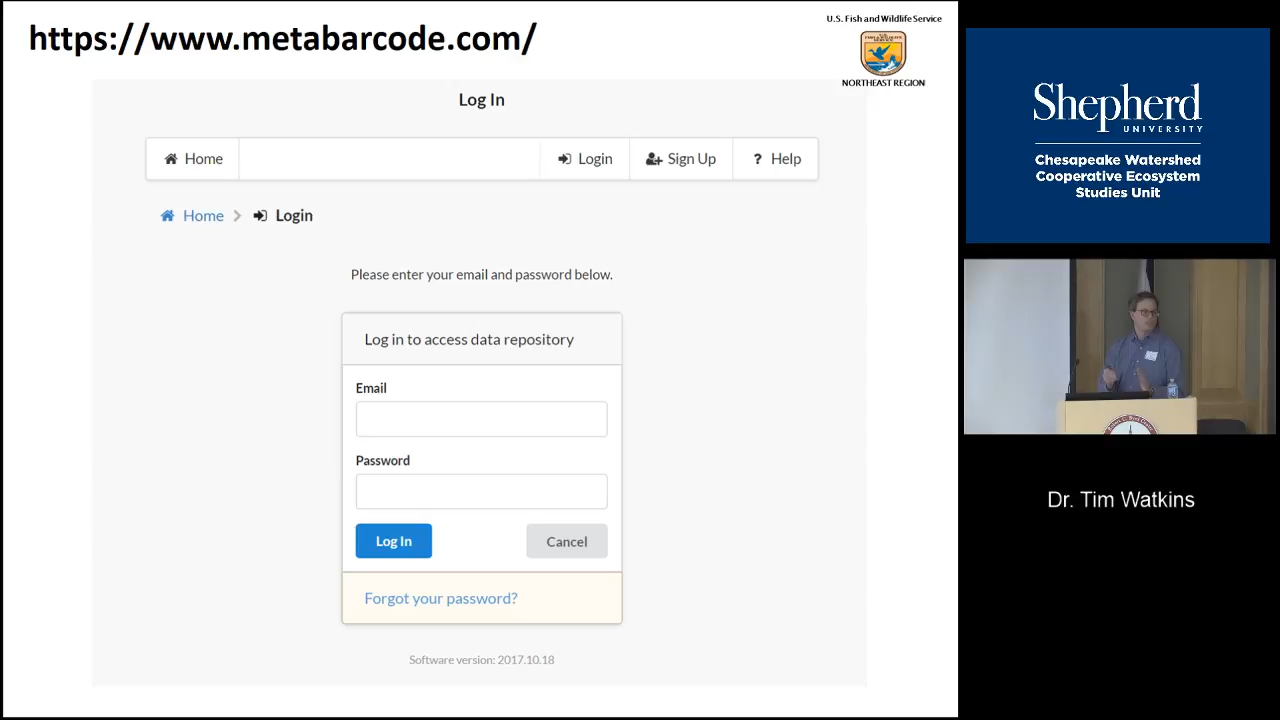 https://www.metabarcode.com/
U.S. Fish and Wildlife Service
NORTHEAST REGION
Log In
Home
Login
Sign Up
? Help
Home
Login
Please enter your email and password below.
Log in to access data repository
Email
Password
Log In
Cancel
Forgot your password?
Software version: 2017.10.18
Shepherd
UNIVERSITY
Chesapeake Watershed
Cooperative Ecosystem
Studies Unit
Dr. Tim Watkins